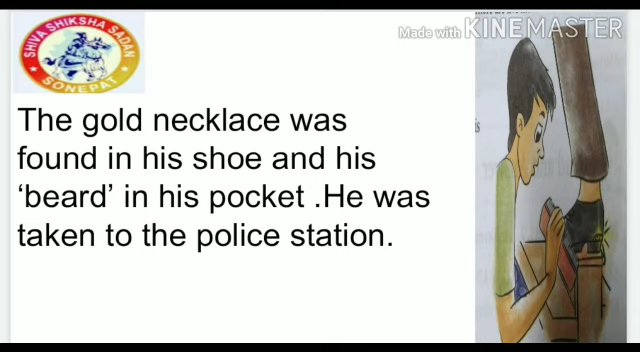 SHIVA SHIKSHA SADAN
SONEPAT
Made with KINEMASTER
The gold necklace was
found in his shoe and his
‘beard’ in his pocket .He was
taken to the police station.